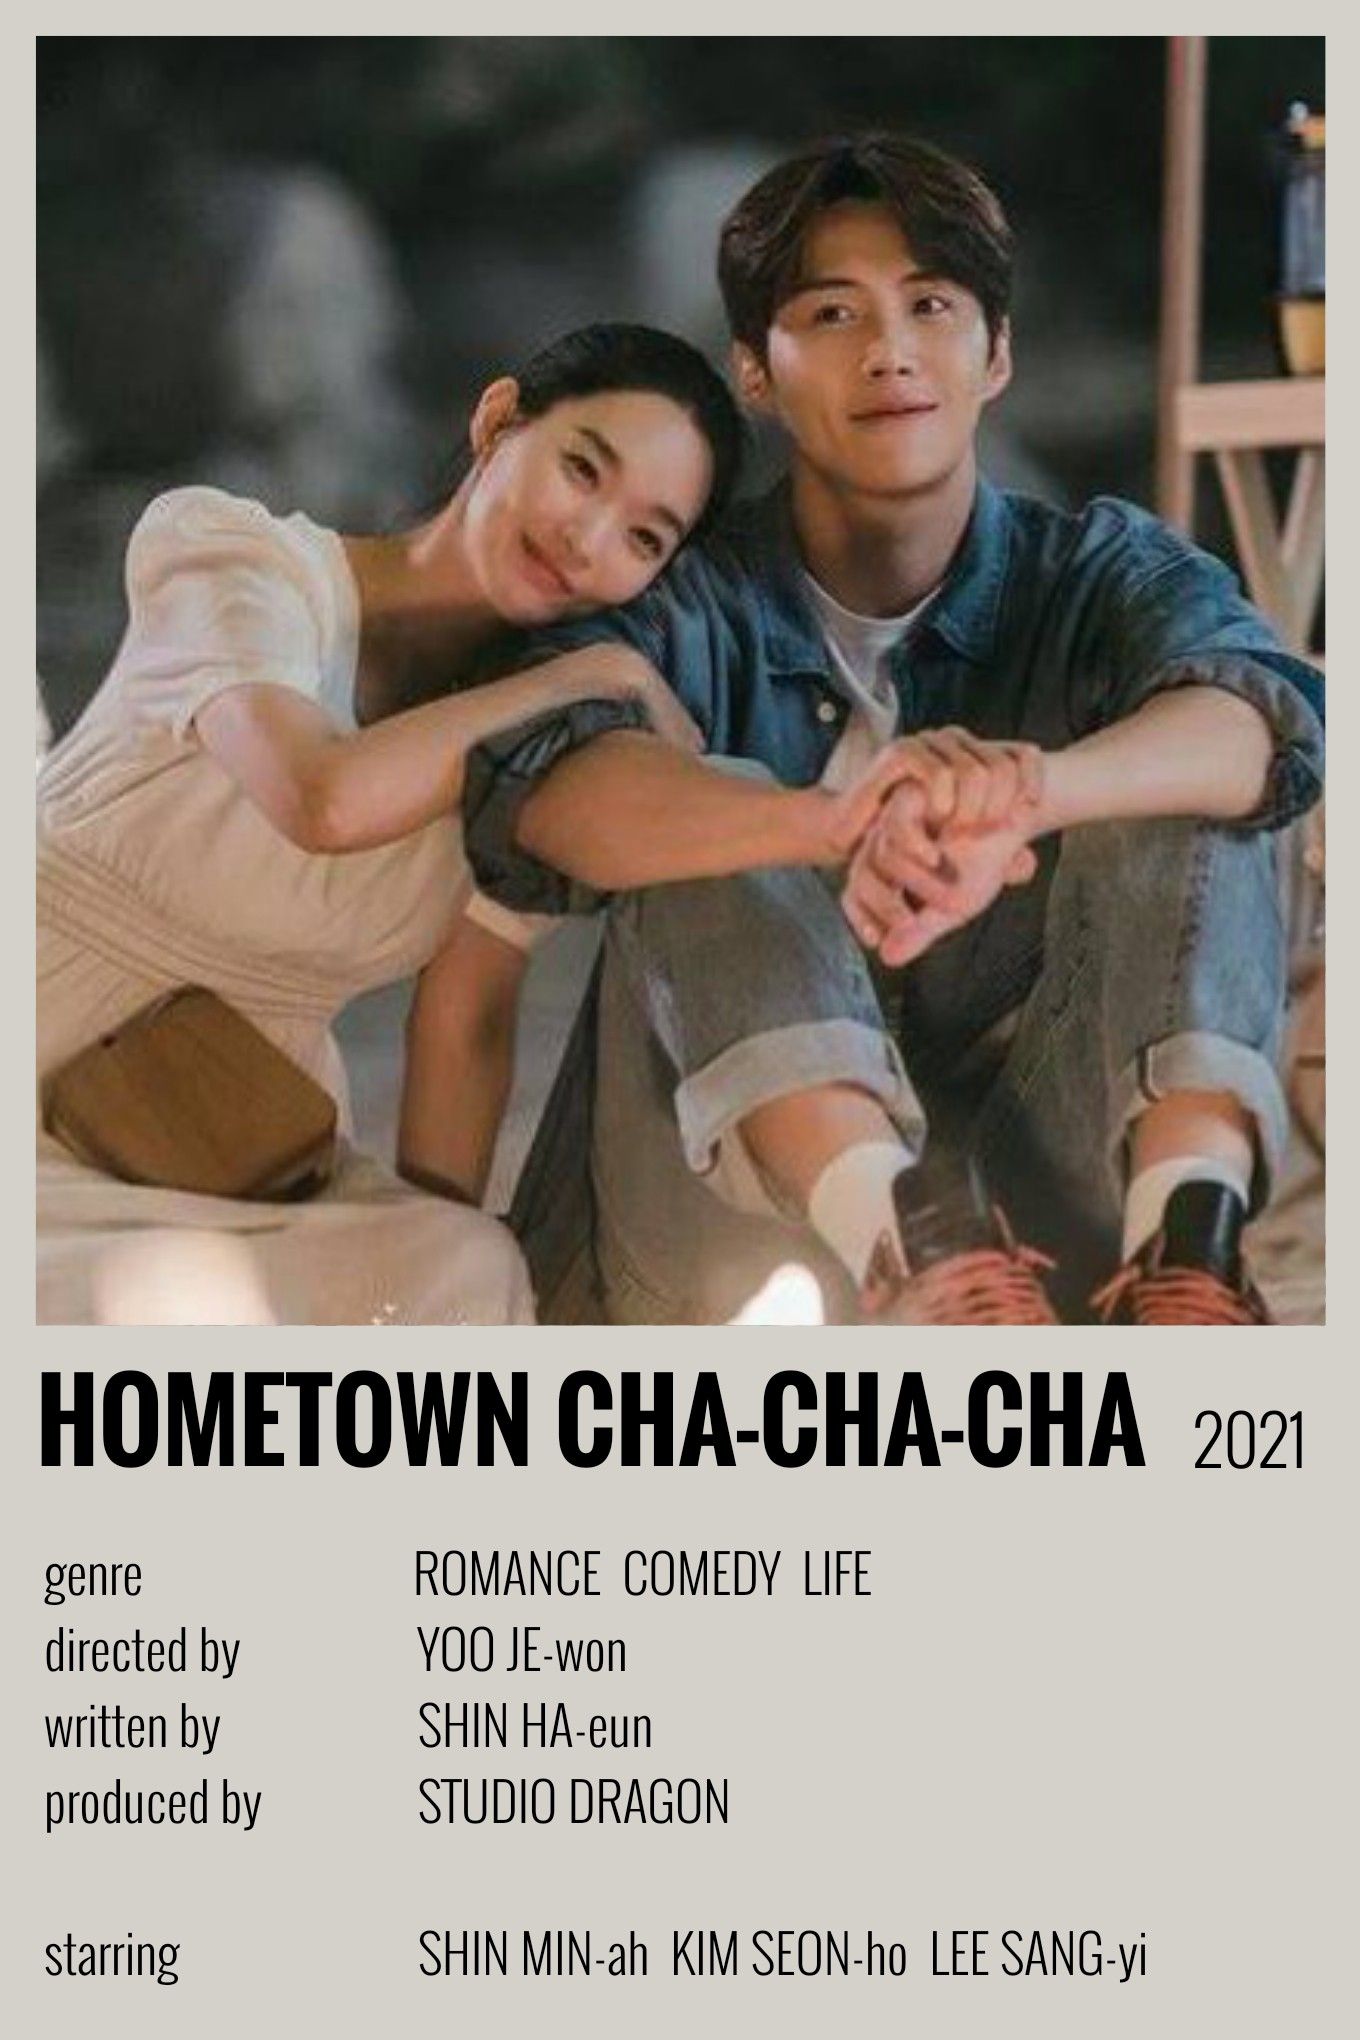 HOMETOWN CHA-CHA-CHA 2021
genre ROMANCE COMEDY LIFE
directed by YOO JE-won
written by SHIN HA-eun
produced by STUDIO DRAGON
starring SHIN MIN-ah KIM SEON-ho LEE SANG-yi